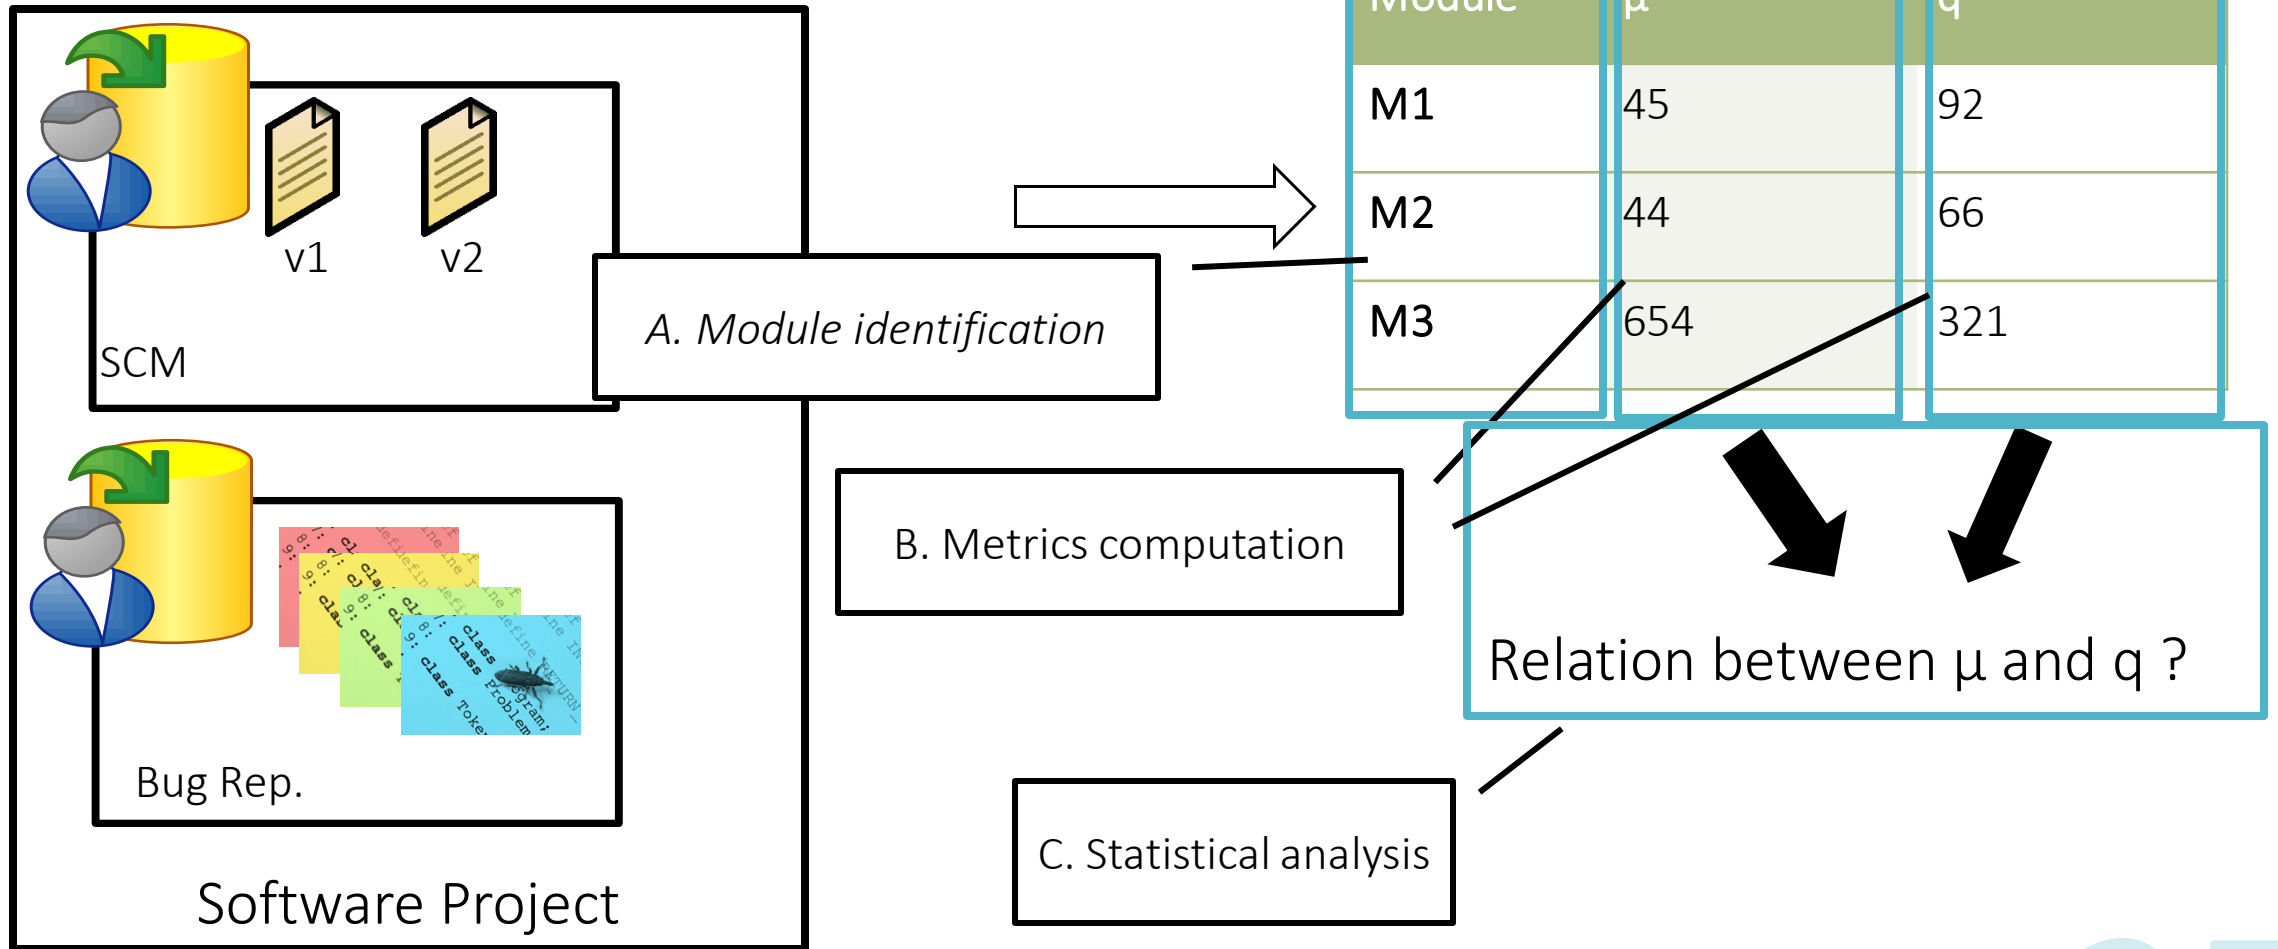 Module μ q
M1 45 92
M2 44 66
M3 654 321
v1 v2
SCM
A. Module identification
B. Metrics computation
Relation between μ and q ?
Bug Rep.
C. Statistical analysis
Software Project